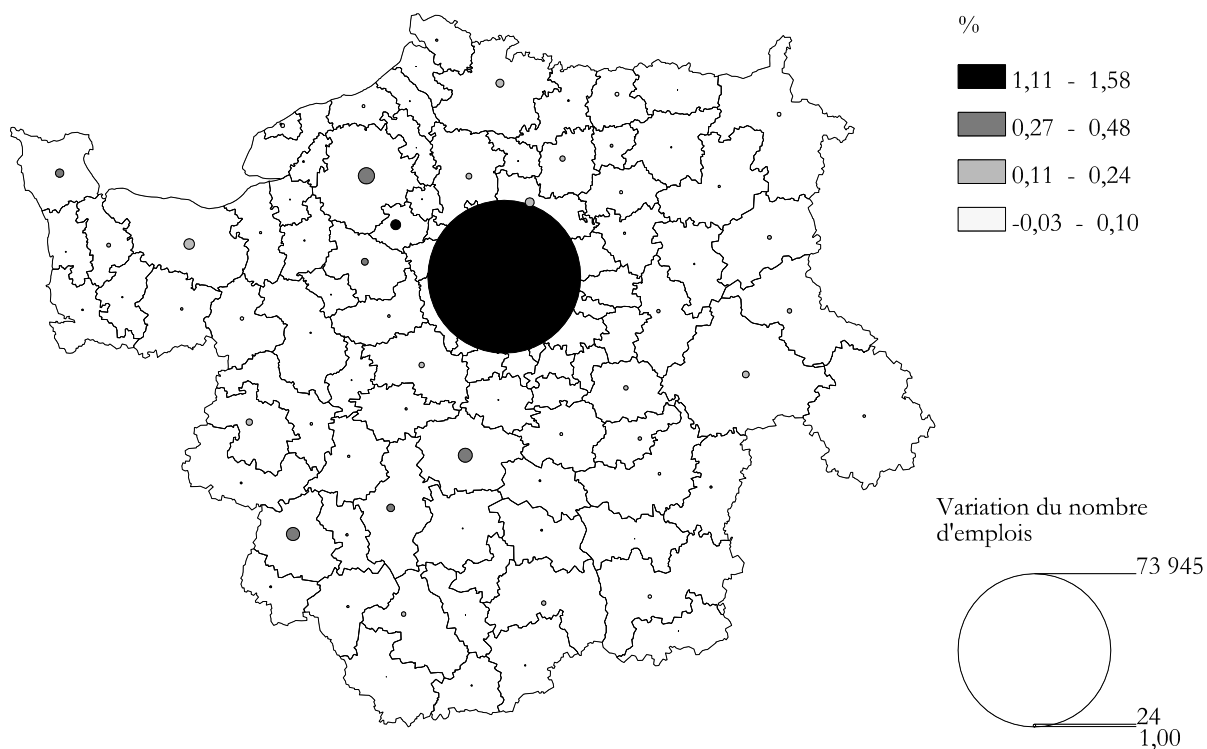 %
1,11 - 1,58
0,27 - 0,48
0,11 - 0,24
-0,03 - 0,10
Variation du nombre
d'emplois
73 945
24
1,00